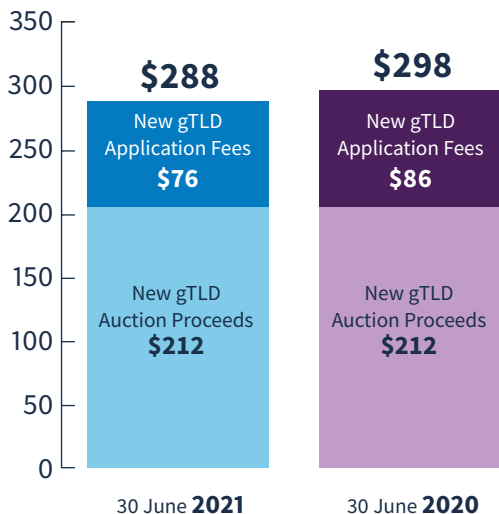 350
300
250
200
150
100
50
0
$288
New gTLD
Application Fees
$76
New gTLD
Auction Proceeds
$212
30 June 2021
$298
New gTLD
Application Fees
$86
New gTLD
Auction Proceeds
$212
30 June 2020